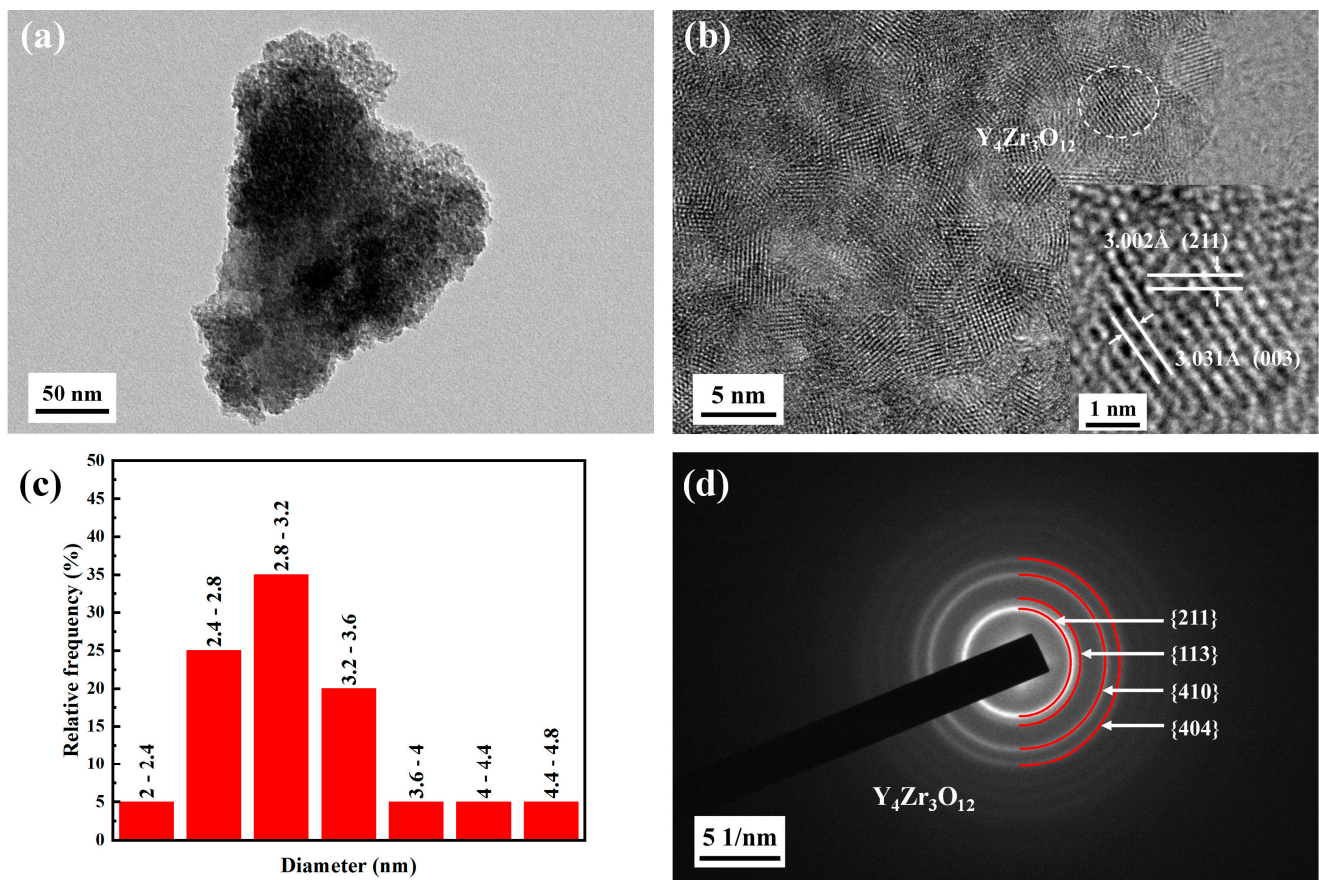 (a)
50 nm
(b)
Y₄Zr₃O₁₂
3.002Å (211)
3.031Å (003)
5 nm
1 nm
(c)
Relative frequency (%)
50
45
40
35
30
25
20
15
10
5
0
2 - 2.4
2.4 - 2.8
2.8 - 3.2
3.2 - 3.6
3.6 - 4
4 - 4.4
4.4 - 4.8
Diameter (nm)
(d)
{211}
{113}
{410}
{404}
Y₄Zr₃O₁₂
5 1/nm